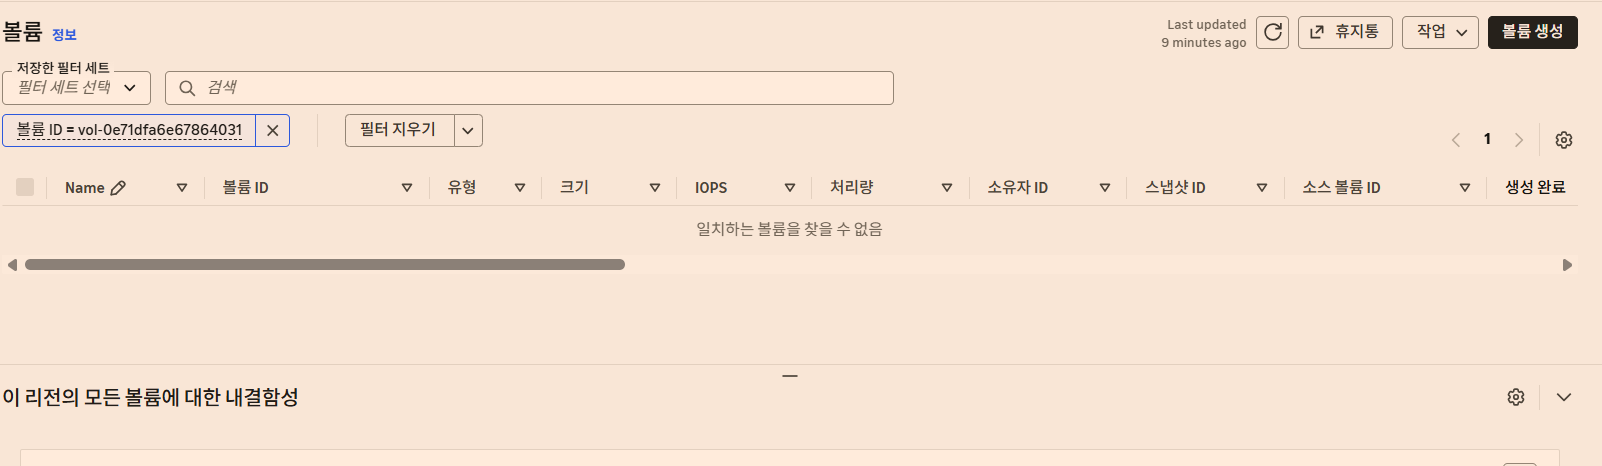 볼륨 정보
Last updated
9 minutes ago
휴지통
작업
볼륨 생성
저장한 필터 세트
필터 세트 선택
검색
볼륨 ID = vol-0e71dfa6e67864031
필터 지우기
1
Name 볼륨 ID 유형 크기 IOPS 처리량 소유자 ID 스냅샷 ID 소스 볼륨 ID 생성 완료
일치하는 볼륨을 찾을 수 없음
이 리전의 모든 볼륨에 대한 내결함성